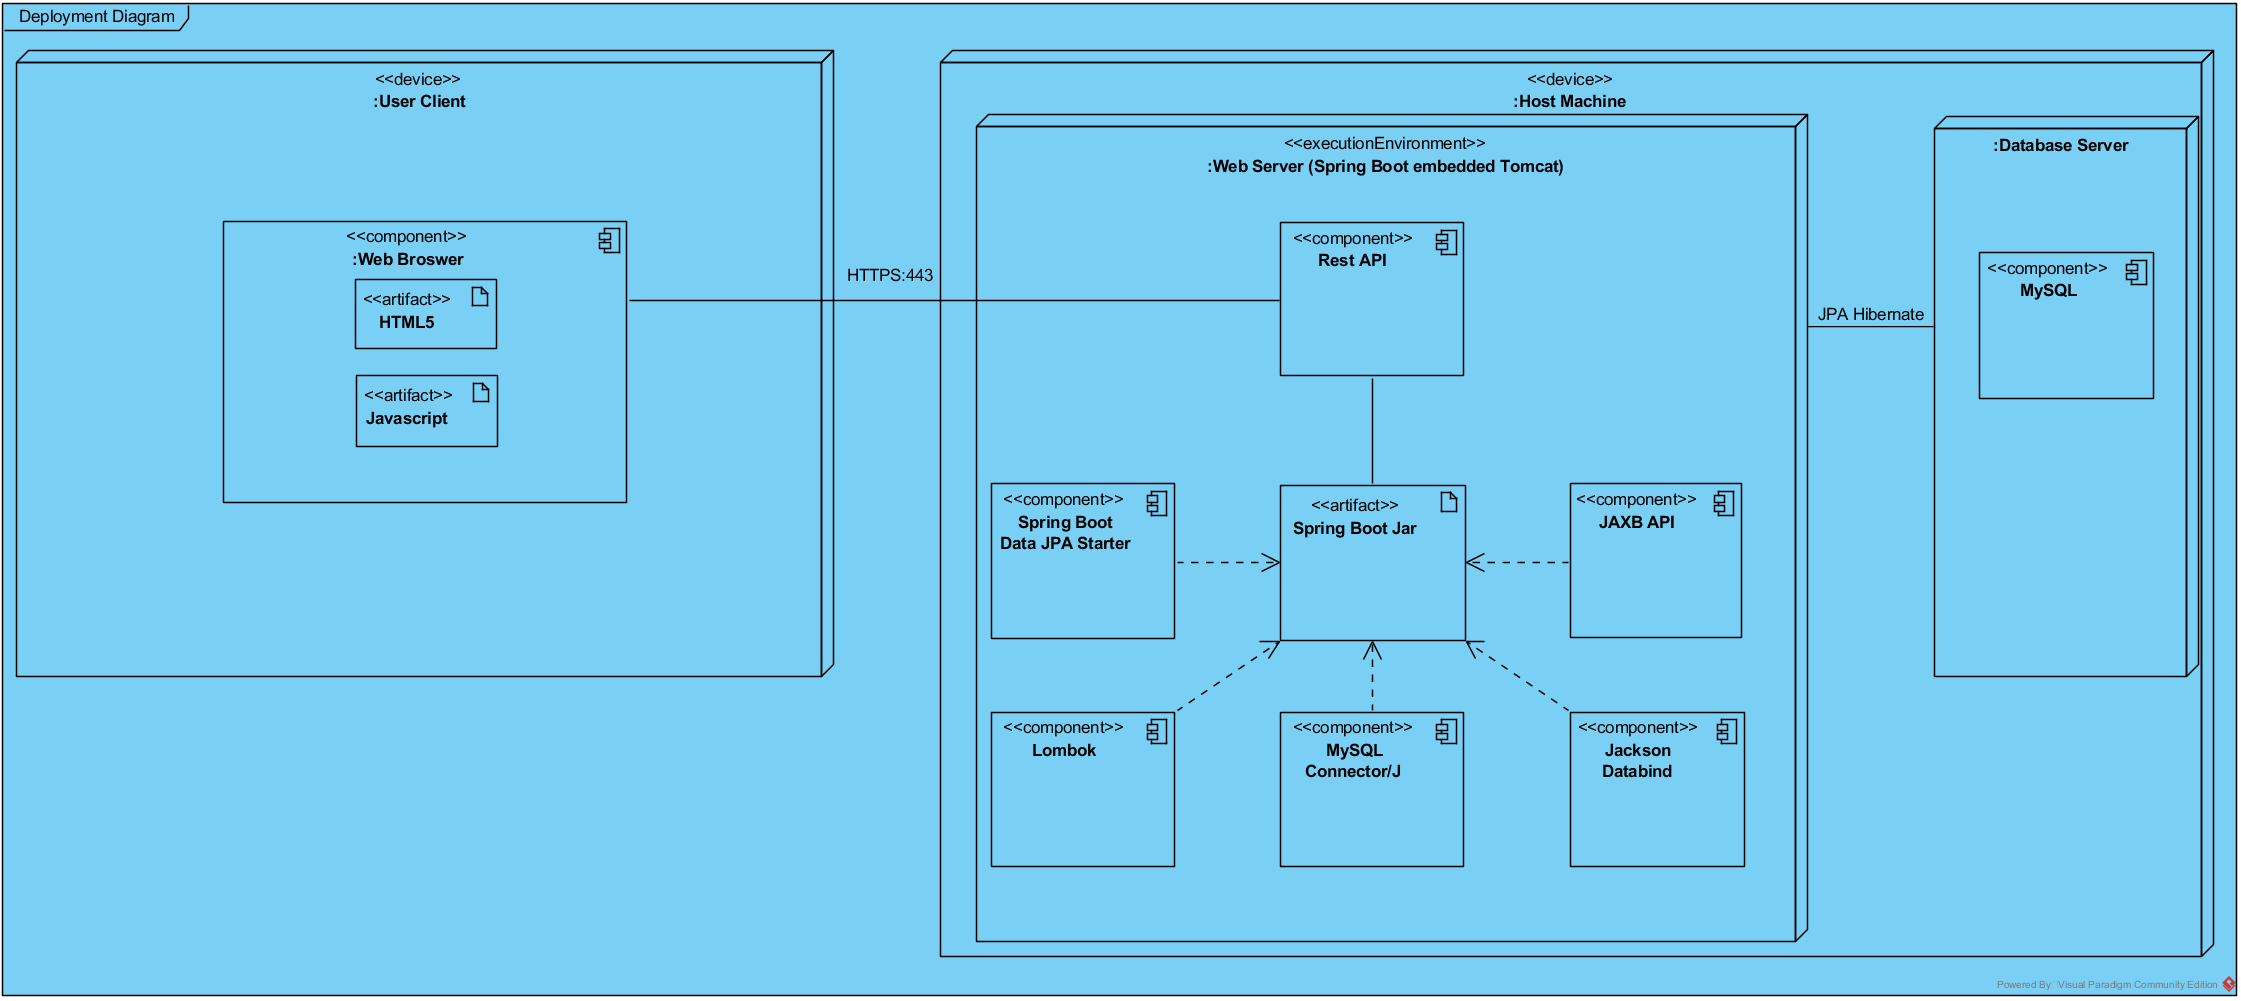 Deployment Diagram
<<device>>
:User Client
<<component>>
:Web Broswer
<<artifact>>
HTML5
<<artifact>>
Javascript
HTTPS:443
<<device>>
:Host Machine
<<executionEnvironment>>
:Web Server (Spring Boot embedded Tomcat)
<<component>>
Rest API
<<component>>
Spring Boot
Data JPA Starter
<<artifact>>
Spring Boot Jar
<<component>>
JAXB API
<<component>>
Lombok
<<component>>
MySQL
Connector/J
<<component>>
Jackson
Databind
JPA Hibernate
:Database Server
<<component>>
MySQL
Powered By Visual Paradigm Community Edition